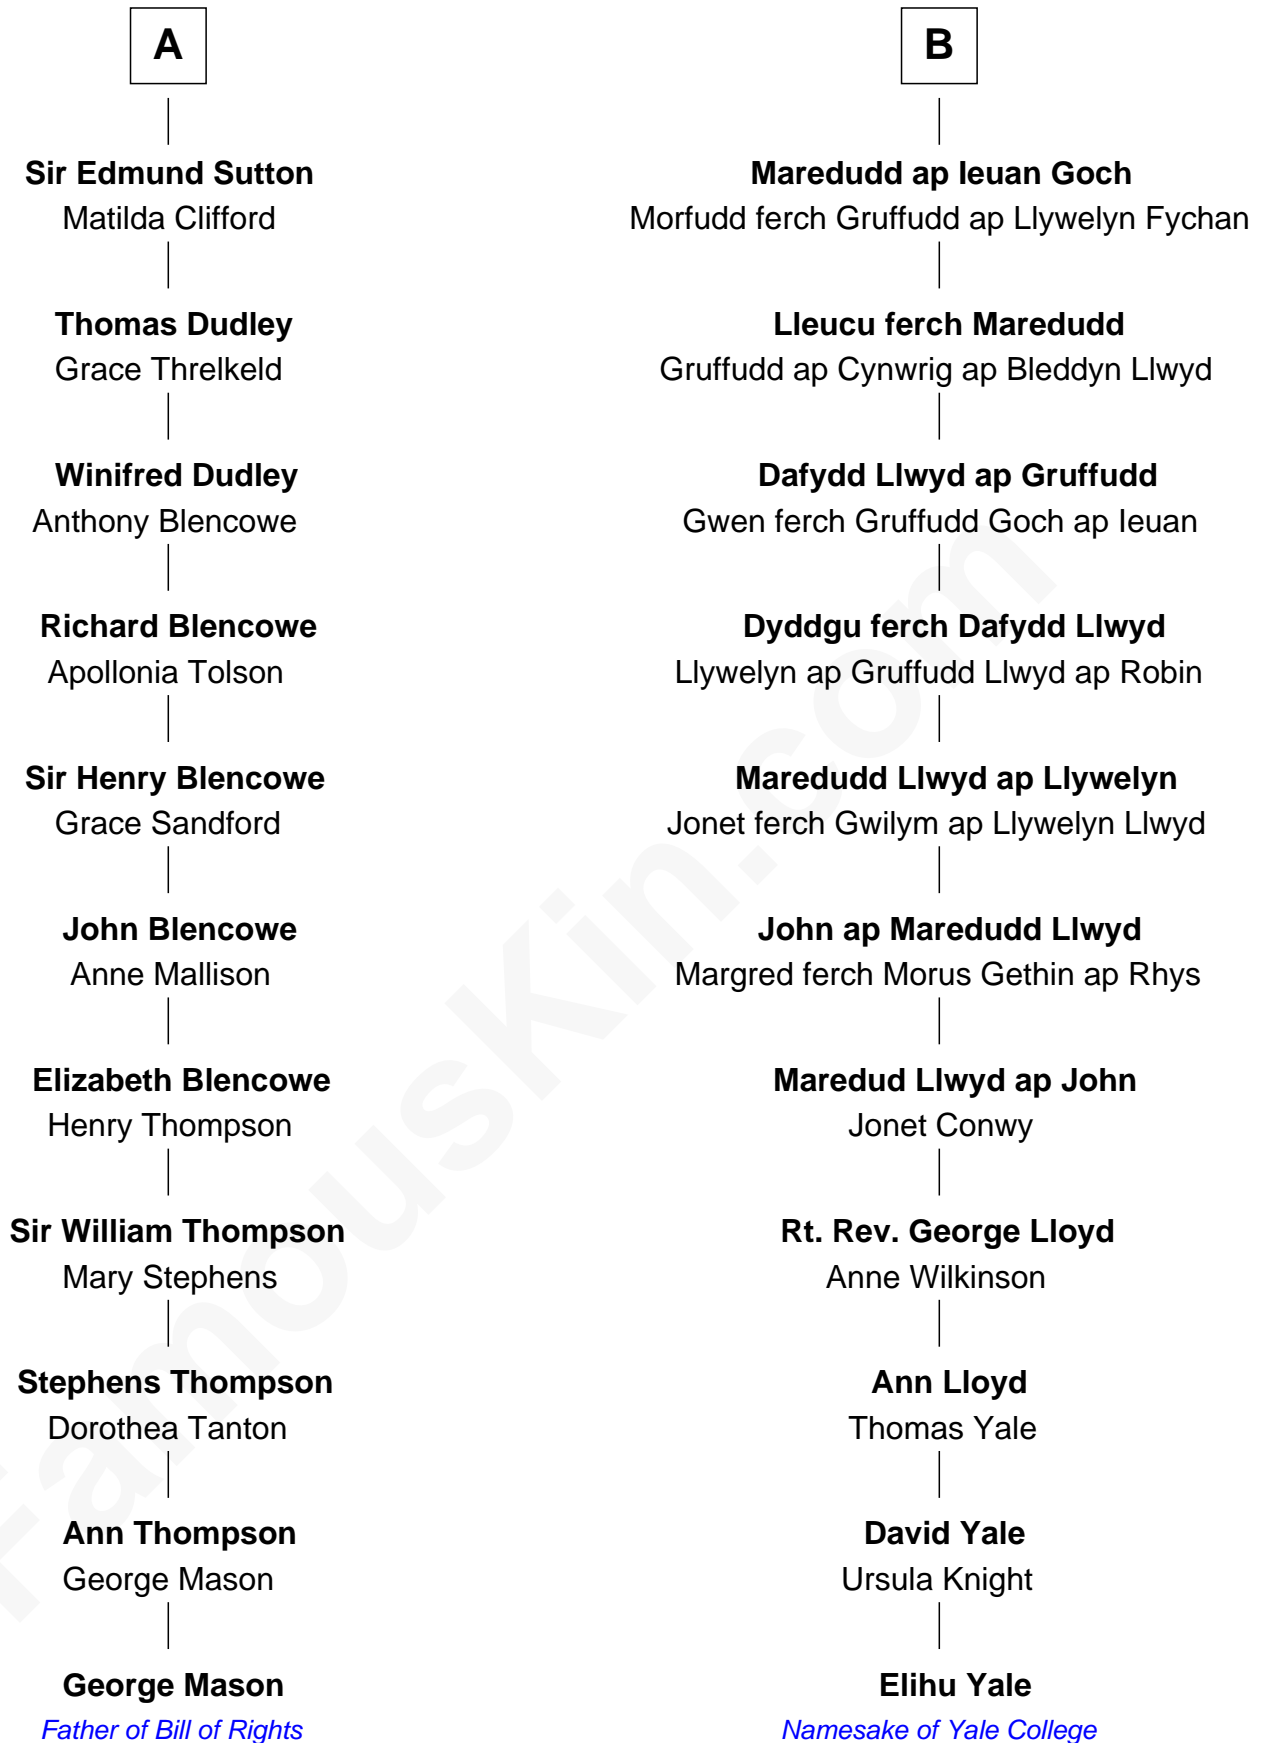 A
Sir Edmund Sutton
Matilda Clifford
Thomas Dudley
Grace Threlkeld
Winifred Dudley
Anthony Blencowe
Richard Blencowe
Apollonia Tolson
Sir Henry Blencowe
Grace Sandford
John Blencowe
Anne Mallison
Elizabeth Blencowe
Henry Thompson
Sir William Thompson
Mary Stephens
Stephens Thompson
Dorothea Tanton
Ann Thompson
George Mason
George Mason
Father of Bill of Rights
B
Maredudd ap Ieuan Goch
Morfudd ferch Gruffudd ap Llywelyn Fychan
Lleucu ferch Maredudd
Gruffudd ap Cynwrig ap Bleddyn Llwyd
Dafydd Llwyd ap Gruffudd
Gwen ferch Gruffudd Goch ap Ieuan
Dyddgu ferch Dafydd Llwyd
Llywelyn ap Gruffudd Llwyd ap Robin
Maredudd Llwyd ap Llywelyn
Jonet ferch Gwilym ap Llywelyn Llwyd
John ap Maredudd Llwyd
Margred ferch Morus Gethin ap Rhys
Maredud Llwyd ap John
Jonet Conwy
Rt. Rev. George Lloyd
Anne Wilkinson
Ann Lloyd
Thomas Yale
David Yale
Ursula Knight
Elihu Yale
Namesake of Yale College
FamousKin.com